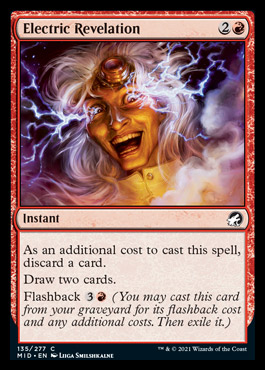 Electric Revelation 2
Instant
As an additional cost to cast this spell,
discard a card.
Draw two cards.
Flashback 3 (You may cast this card
from your graveyard for its flashback cost
and any additional costs. Then exile it.)
135/277 C
MID • EN LIIGA SMILSHKALNE
™ & © 2021 Wizards of the Coast